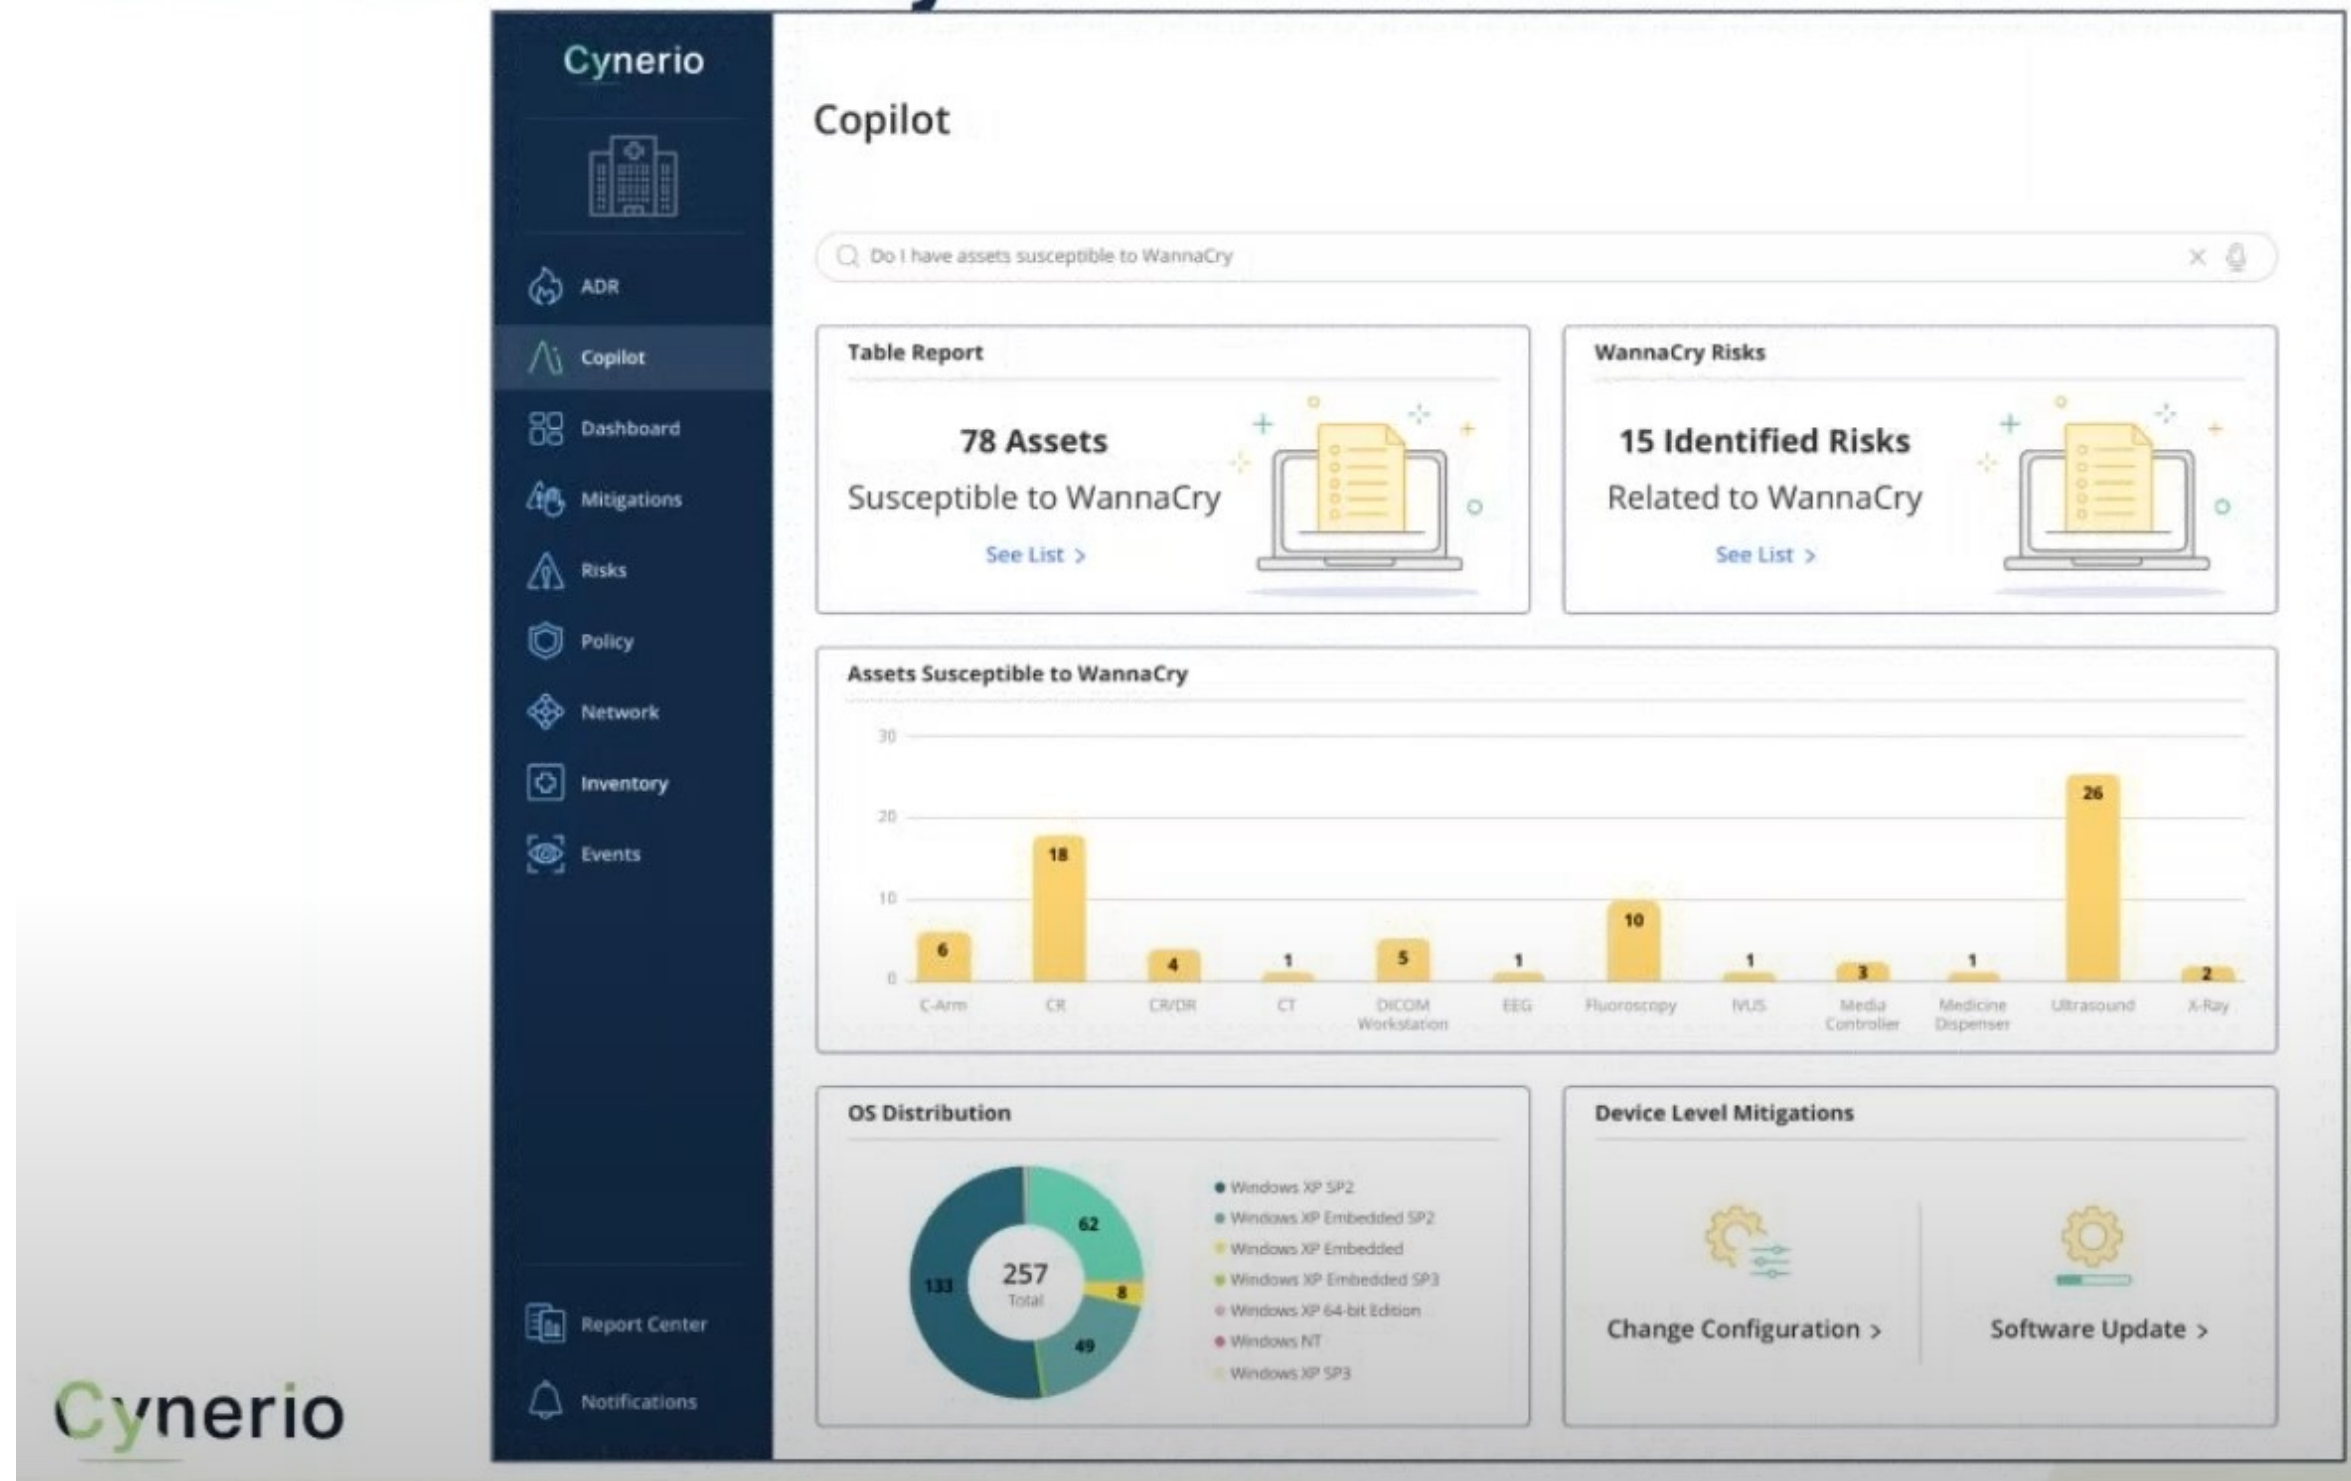 Cynerio
ADR
Copilot
Dashboard
Mitigations
Risks
Policy
Network
Inventory
Events
Report Center
Notifications
Copilot
Do I have assets susceptible to WannaCry
Table Report
78 Assets
Susceptible to WannaCry
See List >
WannaCry Risks
15 Identified Risks
Related to WannaCry
See List >
Assets Susceptible to WannaCry
30
20
10
0
6
18
4
1
5
1
10
1
3
1
26
2
C-Arm
CR
CR/DR
CT
DICOM
Workstation
EEG
Fluoroscopy
IVUS
Media
Controller
Medicine
Dispenser
Ultrasound
X-Ray
OS Distribution
62
8
49
133
257
Total
Windows XP SP2
Windows XP Embedded SP2
Windows XP Embedded
Windows XP Embedded SP3
Windows XP 64-bit Edition
Windows NT
Windows XP SP3
Device Level Mitigations
Change Configuration >
Software Update >
Cynerio